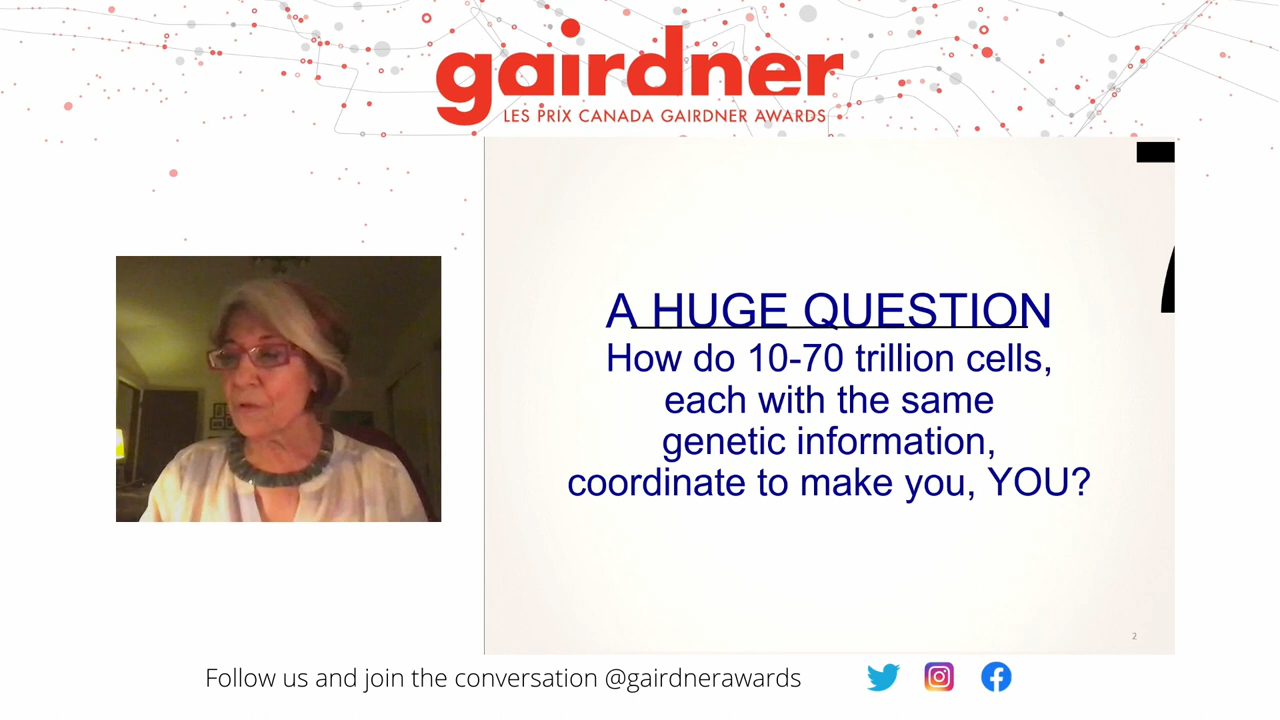 gairdner
LES PRIX CANADA GAIRDNER AWARDS
A HUGE QUESTION
How do 10-70 trillion cells,
each with the same
genetic information,
coordinate to make you, YOU?
2
Follow us and join the conversation @gairdnerawards